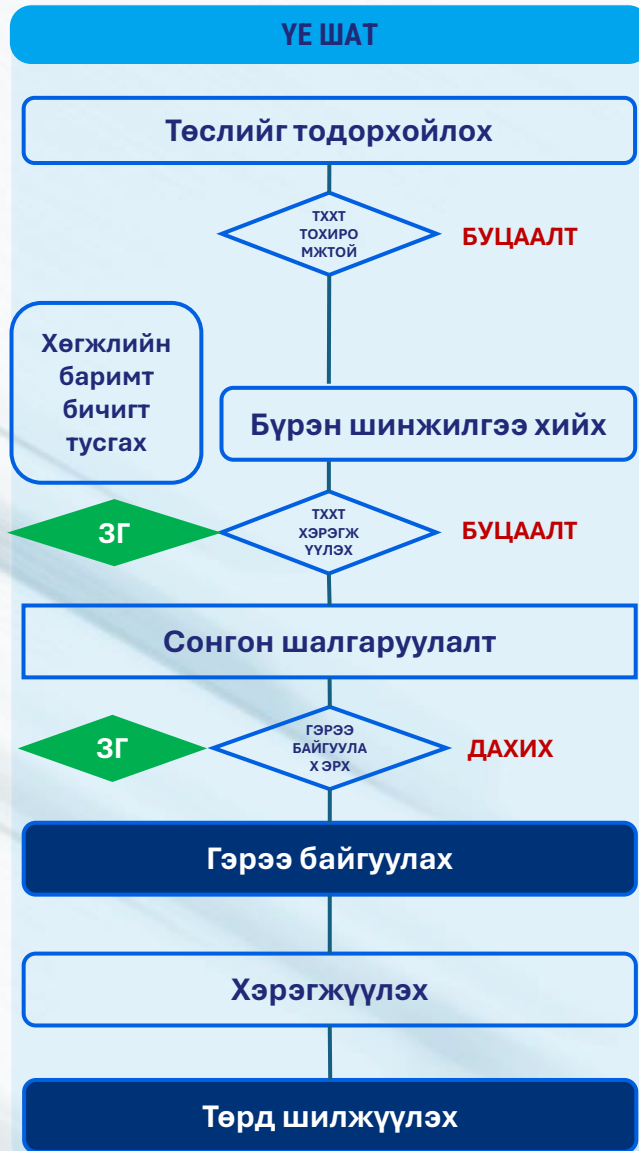 ҮЕ ШАТ
Төслийг тодорхойлох
ТХХТ
ТОХИРО
МЖТОЙ
БУЦААЛТ
Хөгжлийн
баримт
бичигт
тусгах
Бүрэн шинжилгээ хийх
ЗГ
ТХХТ
ХЭРЭГЖ
ҮҮЛЭХ
БУЦААЛТ
Сонгон шалгаруулалт
ЗГ
ГЭРЭЭ
БАЙГУУЛА
Х ЭРХ
ДАХИХ
Гэрээ байгуулах
Хэрэгжүүлэх
Төрд шилжүүлэх